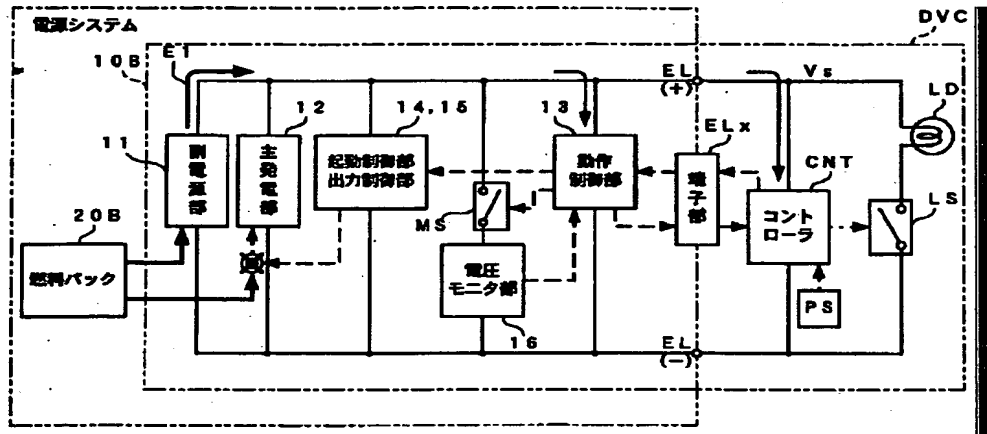 電源システム
DVC
10B
E1
EL
(+)
Vs
LD
12
14,15
13
ELx
11
副電源部
主発電部
起動制御部
出力制御部
動作
制御部
端子部
CNT
コント
ローラ
LS
MS
20B
燃料パック
電圧
モニタ部
PS
16
EL
(−)